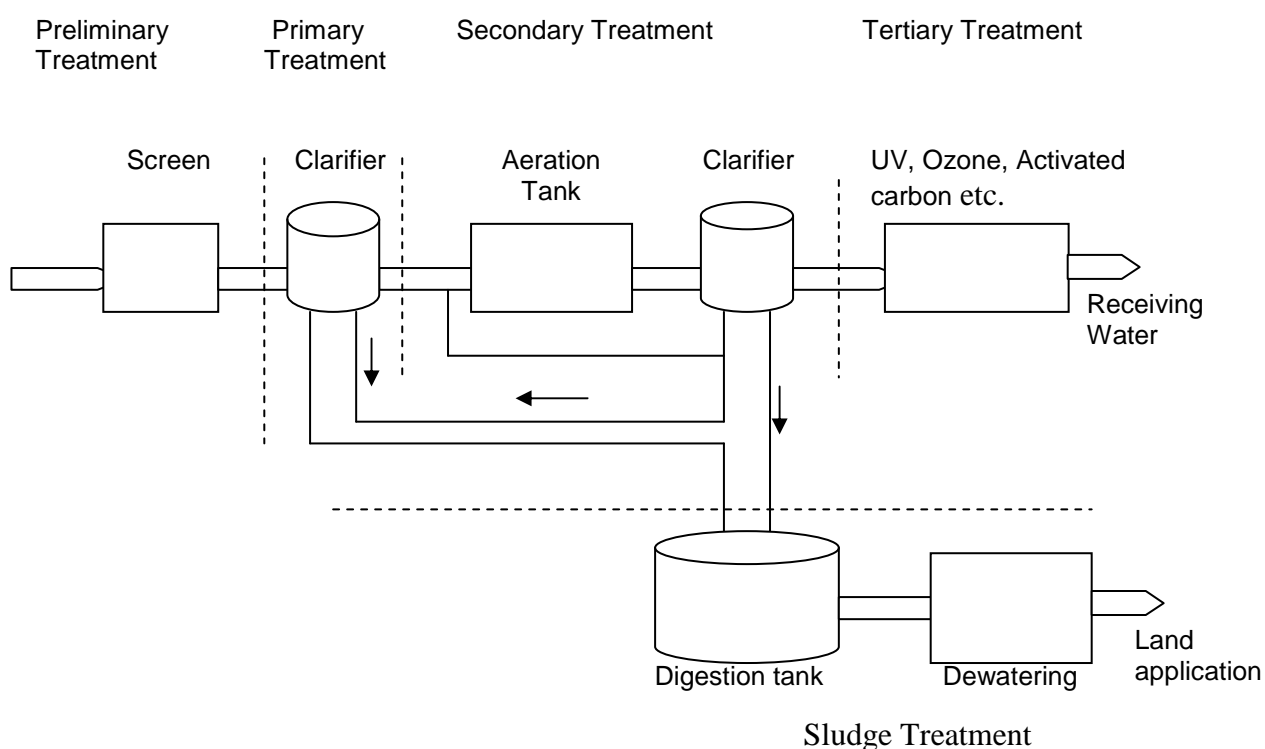 Preliminary
Treatment
Primary
Treatment
Secondary Treatment
Tertiary Treatment
Screen
Clarifier
Aeration
Tank
Clarifier
UV, Ozone, Activated
carbon etc.
Receiving
Water
Digestion tank
Dewatering
Land
application
Sludge Treatment